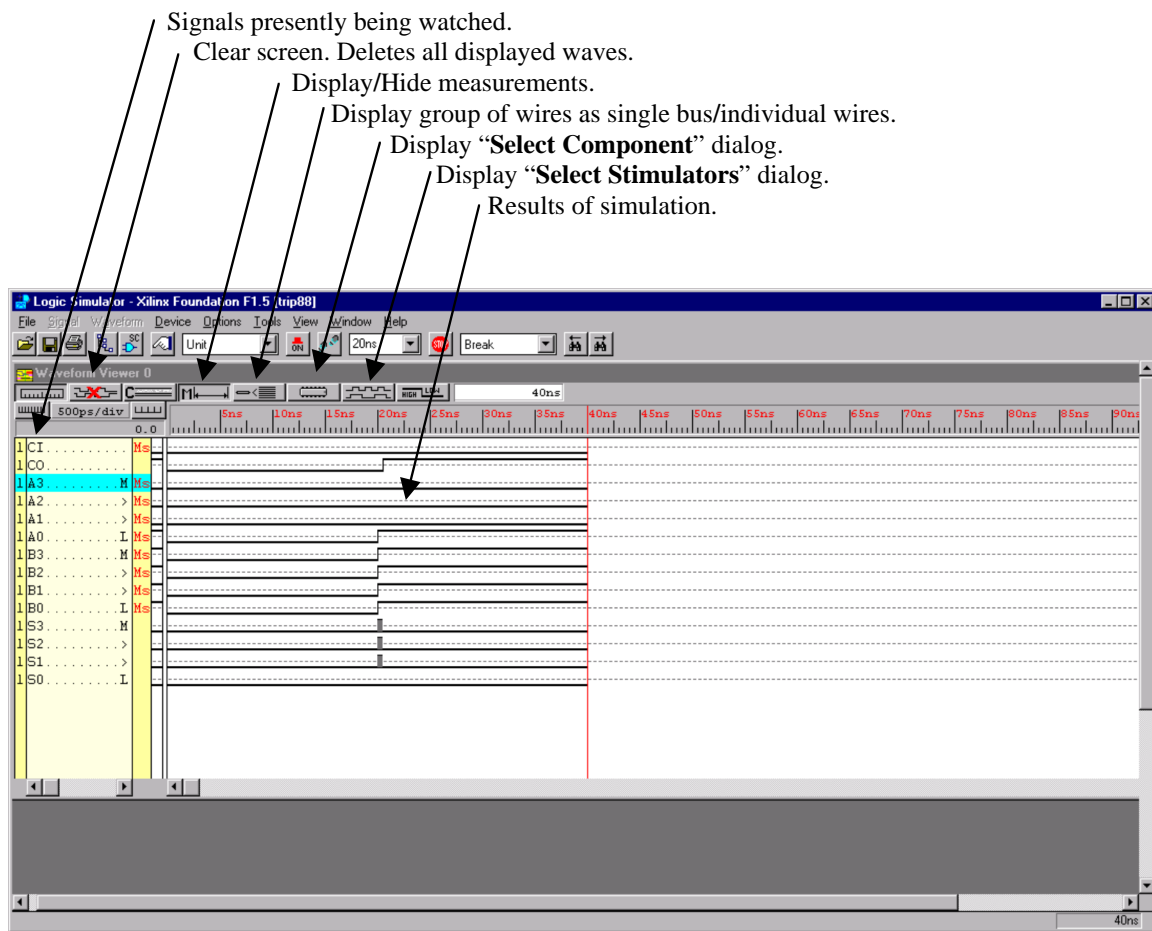 Signals presently being watched.
Clear screen. Deletes all displayed waves.
Display/Hide measurements.
Display group of wires as single bus/individual wires.
Display “Select Component” dialog.
Display “Select Stimulators” dialog.
Results of simulation.
Logic Simulator - Xilinx Foundation F1.5 [trip88]
File Signal Waveform Device Options Tools View Window Help
SC Unit ON 20ns STOP Break
Waveform Viewer 0
C M HIGH LOW 40ns
500ps/div 5ns 10ns 15ns 20ns 25ns 30ns 35ns 40ns 45ns 50ns 55ns 60ns 65ns 70ns 75ns 80ns 85ns 90ns
0.0
1 CI.......... Ms
1 CO..........
1 A3.........M Ms
1 A2.........> Ms
1 A1.........> Ms
1 A0.........L Ms
1 B3.........M Ms
1 B2.........> Ms
1 B1.........> Ms
1 B0.........L Ms
1 S3.........M
1 S2.........>
1 S1.........>
1 S0.........L
40ns